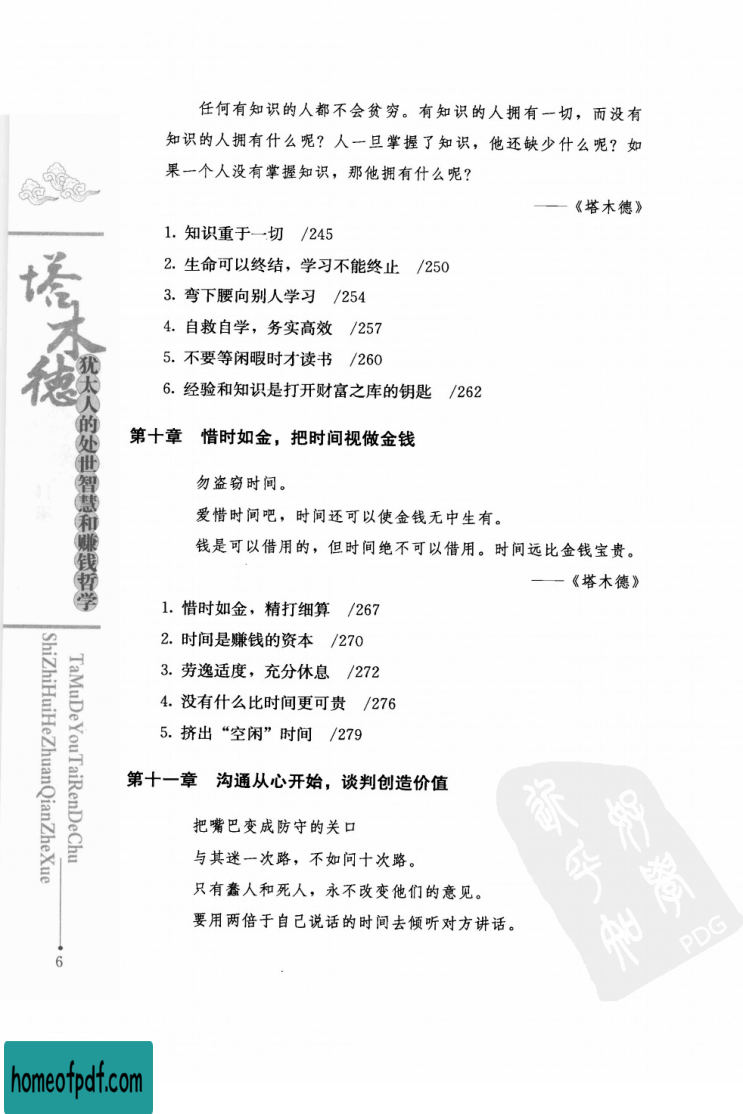 任何有知识的人都不会贫穷。有知识的人拥有一切，而没有
知识的人拥有什么呢？人一旦掌握了知识，他还缺少什么呢？如
果一个人没有掌握知识，那他拥有什么呢？
——《塔木德》
1. 知识重于一切 /245
2. 生命可以终结，学习不能终止 /250
3. 弯下腰向别人学习 /254
4. 自救自学，务实高效 /257
5. 不要等闲暇时才读书 /260
6. 经验和知识是打开财富之库的钥匙 /262
第十章 惜时如金，把时间视做金钱
勿盗窃时间。
爱惜时间吧，时间还可以使金钱无中生有。
钱是可以借用的，但时间绝不可以借用。时间远比金钱宝贵。
——《塔木德》
1. 惜时如金，精打细算 /267
2. 时间是赚钱的资本 /270
3. 劳逸适度，充分休息 /272
4. 没有什么比时间更可贵 /276
5. 挤出“空闲”时间 /279
第十一章 沟通从心开始，谈判创造价值
把嘴巴变成防守的关口
与其迷一次路，不如问十次路。
只有蠢人和死人，永不改变他们的意见。
要用两倍于自己说话的时间去倾听对方讲话。
塔木德
犹太人的处世智慧和赚钱哲学
TaMuDeYouTaiRenDeChu
ShiZhiHuiHeZhuanQianZheXue
6
PDG
homeofpdf.com